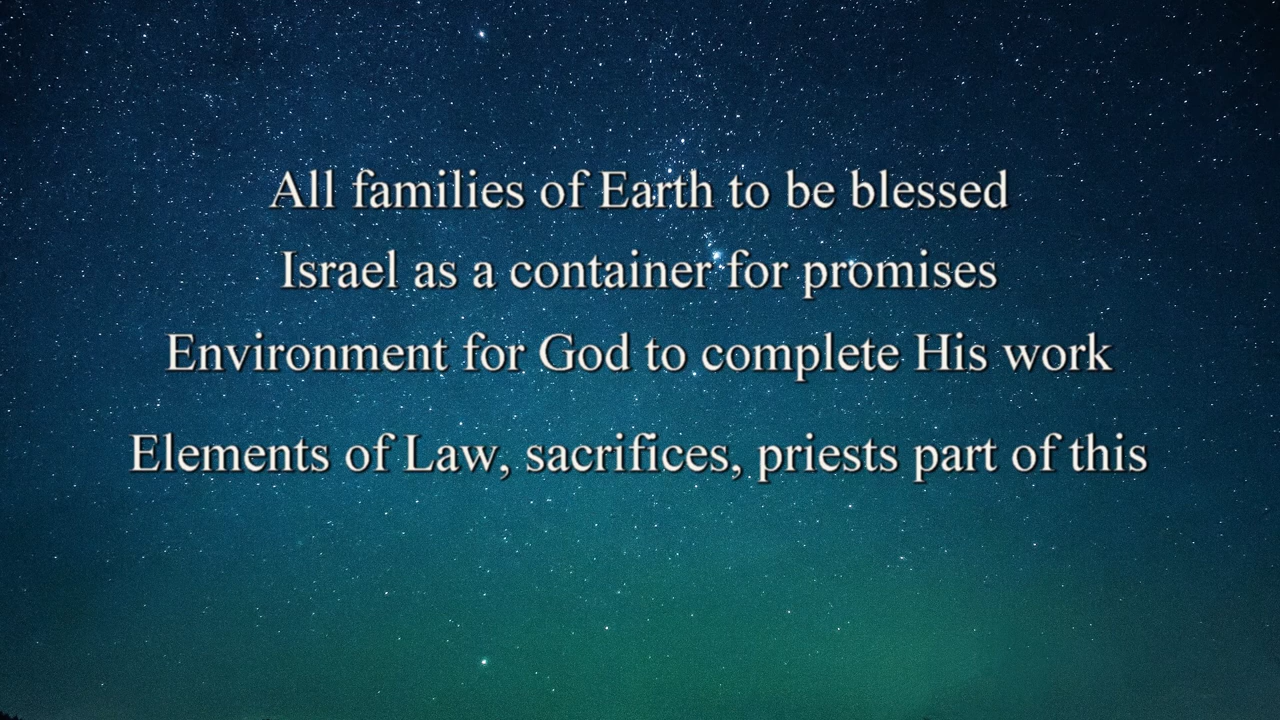 All families of Earth to be blessed
Israel as a container for promises
Environment for God to complete His work
Elements of Law, sacrifices, priests part of this